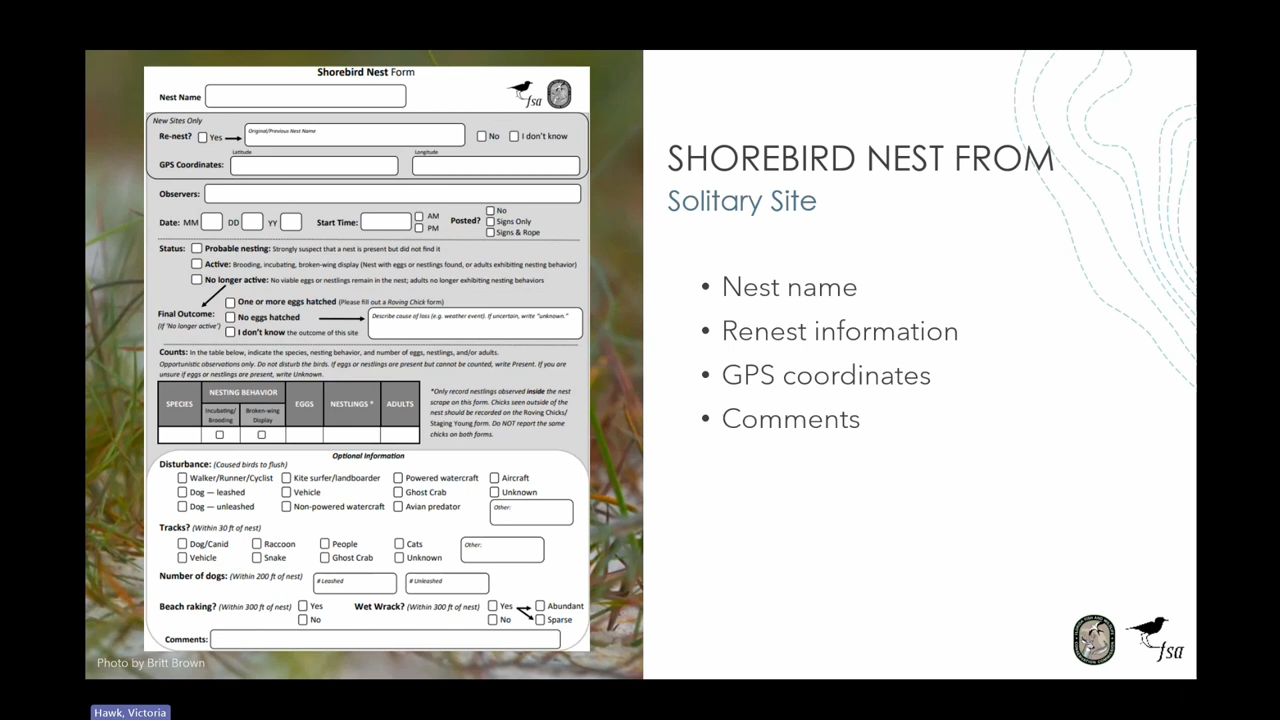 Shorebird Nest Form
Nest Name
fsa
New Sites Only
Re-nest? Yes Original/Previous Nest Name No I don't know
Latitude Longitude
GPS Coordinates:
Observers:
Date: MM DD YY Start Time: AM PM Posted? No Signs Only Signs & Rope
Status: Probable nesting: Strongly suspect that a nest is present but did not find it
Active: Brooding, incubating, broken-wing display (Nest with eggs or nestlings found, or adults exhibiting nesting behavior)
No longer active: No viable eggs or nestlings remain in the nest; adults no longer exhibiting nesting behaviors
Final Outcome:
(if 'No longer active')
One or more eggs hatched (Please fill out a Roving Chick form)
No eggs hatched
I don't know the outcome of this site
Describe cause of loss (e.g. weather event). If uncertain, write "unknown."
Counts: In the table below, indicate the species, nesting behavior, and number of eggs, nestlings, and/or adults.
Opportunistic observations only. Do not disturb the birds. If eggs or nestlings are present but cannot be counted, write Present. If you are
unsure if eggs or nestlings are present, write Unknown.
SPECIES NESTING BEHAVIOR EGGS NESTLINGS * ADULTS
Incubating/
Brooding
Broken-wing
Display
*Only record nestlings observed inside the nest
scrape on this form. Chicks seen outside of the
nest should be recorded on the Roving Chicks/
Staging Young form. Do NOT report the same
chicks on both forms.
Optional Information
Disturbance: (Caused birds to flush)
Walker/Runner/Cyclist Kite surfer/landboarder Powered watercraft Aircraft
Dog — leashed Vehicle Ghost Crab Unknown
Dog — unleashed Non-powered watercraft Avian predator Other:
Tracks? (Within 30 ft of nest)
Dog/Canid Raccoon People Cats Other:
Vehicle Snake Ghost Crab Unknown
Number of dogs: (Within 200 ft of nest) # Leashed # Unleashed
Beach raking? (Within 300 ft of nest) Yes No Wet Wrack? (Within 300 ft of nest) Yes No Abundant Sparse
Comments:
Photo by Britt Brown
SHOREBIRD NEST FROM
Solitary Site
• Nest name
• Renest information
• GPS coordinates
• Comments
fsa
Hawk, Victoria